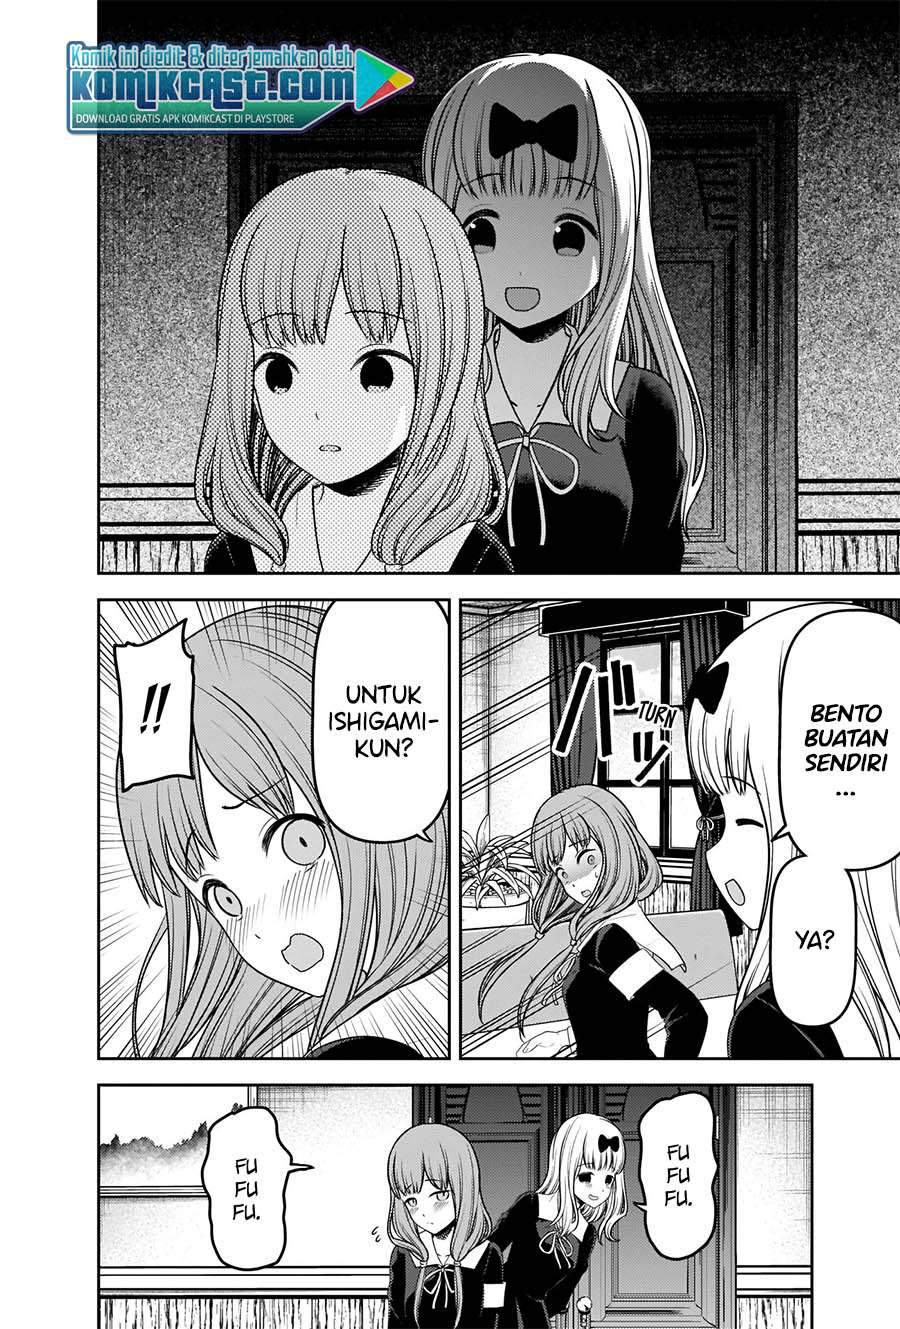 Komik ini diedit & diterjemahkan oleh
KOMIKCAST.COM
DOWNLOAD GRATIS APK KOMIKCAST DI PLAYSTORE
BENTO
BUATAN
SENDIRI
...
YA?
バッ
TURN
UNTUK
ISHIGAMI-
KUN?
!!
FU
FU
FU.
FU
FU
FU.